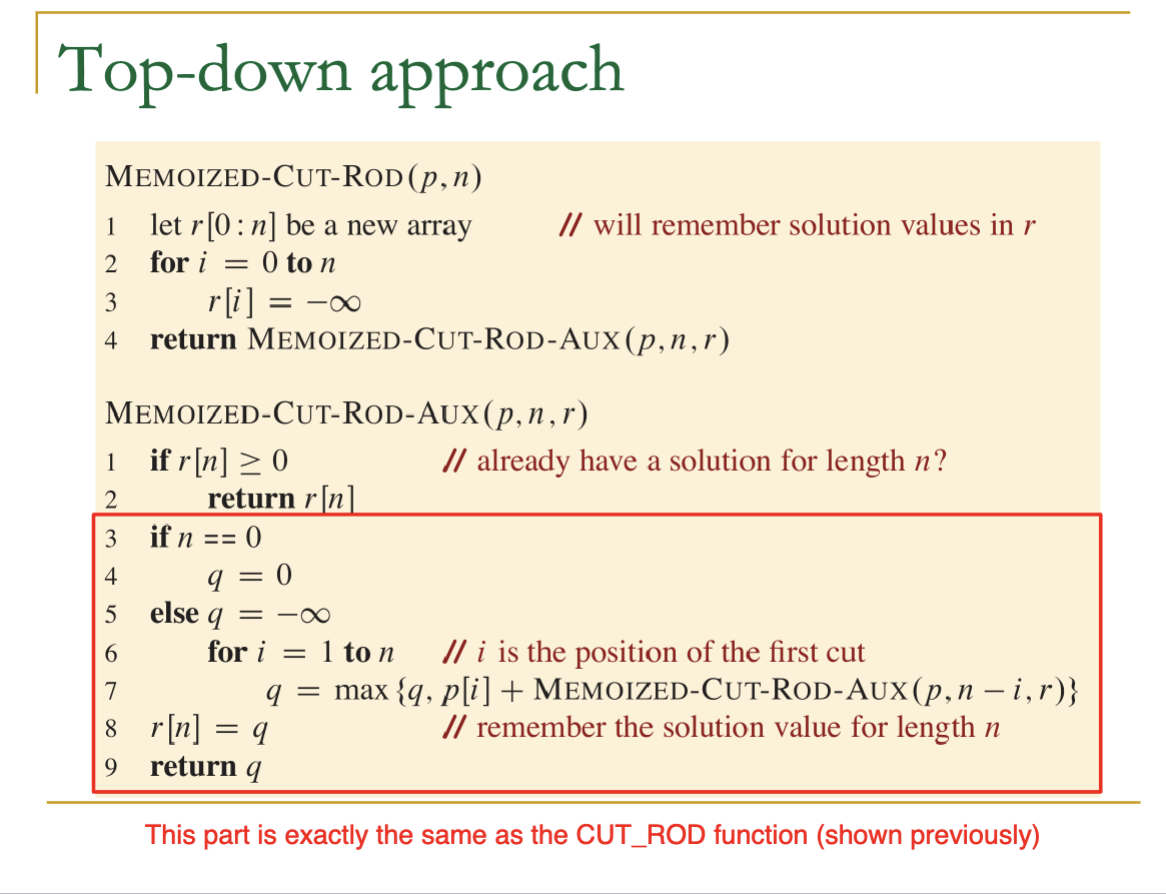 Top-down approach
MEMOIZED-CUT-ROD(p, n)
1 let r[0 : n] be a new array // will remember solution values in r
2 for i = 0 to n
3 r[i] = −∞
4 return MEMOIZED-CUT-ROD-AUX(p, n, r)
MEMOIZED-CUT-ROD-AUX(p, n, r)
1 if r[n] ≥ 0 // already have a solution for length n?
2 return r[n]
3 if n == 0
4 q = 0
5 else q = −∞
6 for i = 1 to n // i is the position of the first cut
7 q = max {q, p[i] + MEMOIZED-CUT-ROD-AUX(p, n − i, r)}
8 r[n] = q // remember the solution value for length n
9 return q
This part is exactly the same as the CUT_ROD function (shown previously)